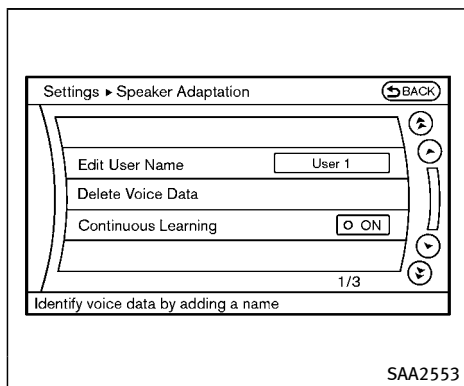 Settings ▸ Speaker Adaptation
BACK
Edit User Name
User 1
Delete Voice Data
Continuous Learning
ON
1/3
Identify voice data by adding a name
SAA2553